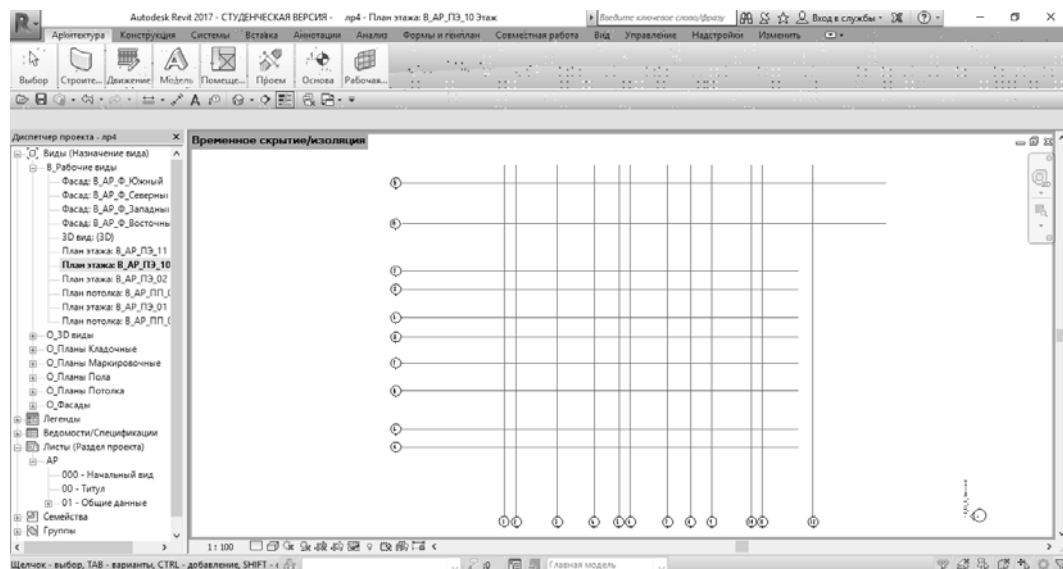 Autodesk Revit 2017 - СТУДЕНЧЕСКАЯ ВЕРСИЯ - лр4 - План этажа: В_АР_ПЭ_10 Этаж
Введите ключевое слово/фразу
Вход в службы
Архитектура Конструкция Системы Вставка Аннотации Анализ Формы и генплан Совместная работа Вид Управление Надстройки Изменить
Выбор Строите... Движение Модель Помеще... Проем Основа Рабочая...
Диспетчер проекта - лр4
Временное скрытие/изоляция
Виды (Назначение вида)
В_Рабочие виды
Фасад: В_АР_Ф_Южный
Фасад: В_АР_Ф_Северны
Фасад: В_АР_Ф_Западны
Фасад: В_АР_Ф_Восточны
3D вид: {3D}
План этажа: В_АР_ПЭ_11
План этажа: В_АР_ПЭ_10
План этажа: В_АР_ПЭ_02
План потолка: В_АР_ПП_0
План этажа: В_АР_ПЭ_01
План потолка: В_АР_ПП_0
О_3D виды
О_Планы Кладочные
О_Планы Маркировочные
О_Планы Пола
О_Планы Потолка
О_Фасады
Легенды
Ведомости/Спецификации
Листы (Раздел проекта)
АР
000 - Начальный вид
00 - Титул
01 - Общие данные
Семейства
Группы
1 : 100
Щелчок - выбор, TAB - варианты, CTRL - добавление, SHIFT -
:0
Главная модель